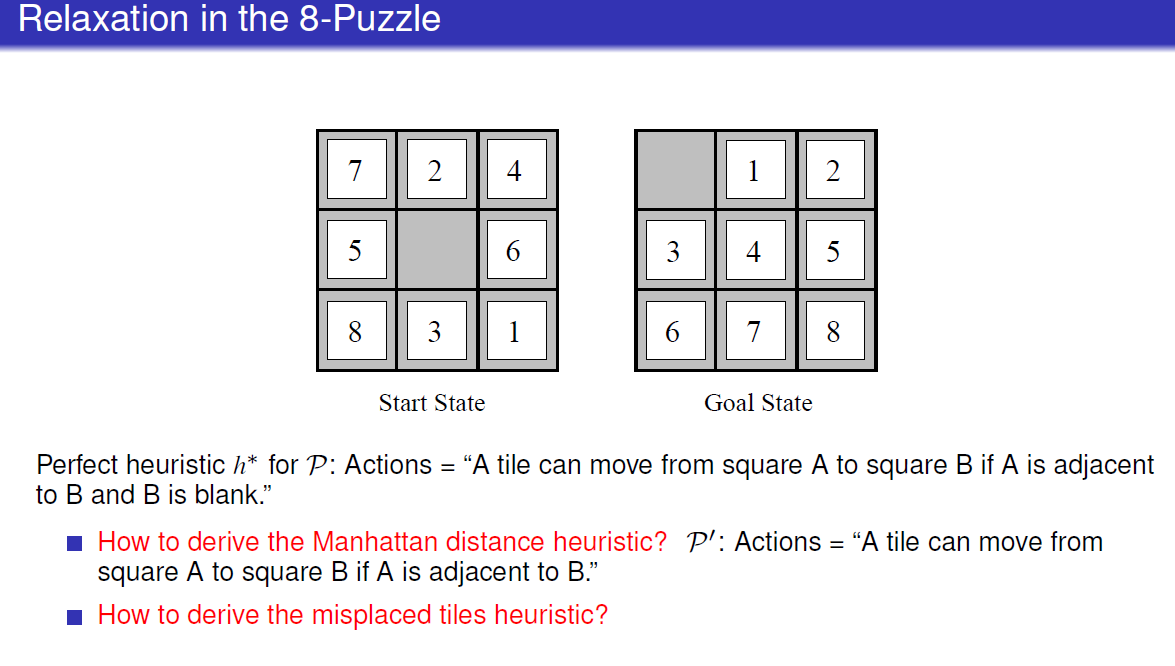 Relaxation in the 8-Puzzle
7 2 4 1 2
5 6 3 4 5
8 3 1 6 7 8
Start State Goal State
Perfect heuristic h* for 𝒫: Actions = “A tile can move from square A to square B if A is adjacent
to B and B is blank.”
How to derive the Manhattan distance heuristic? 𝒫′: Actions = “A tile can move from
square A to square B if A is adjacent to B.”
How to derive the misplaced tiles heuristic?